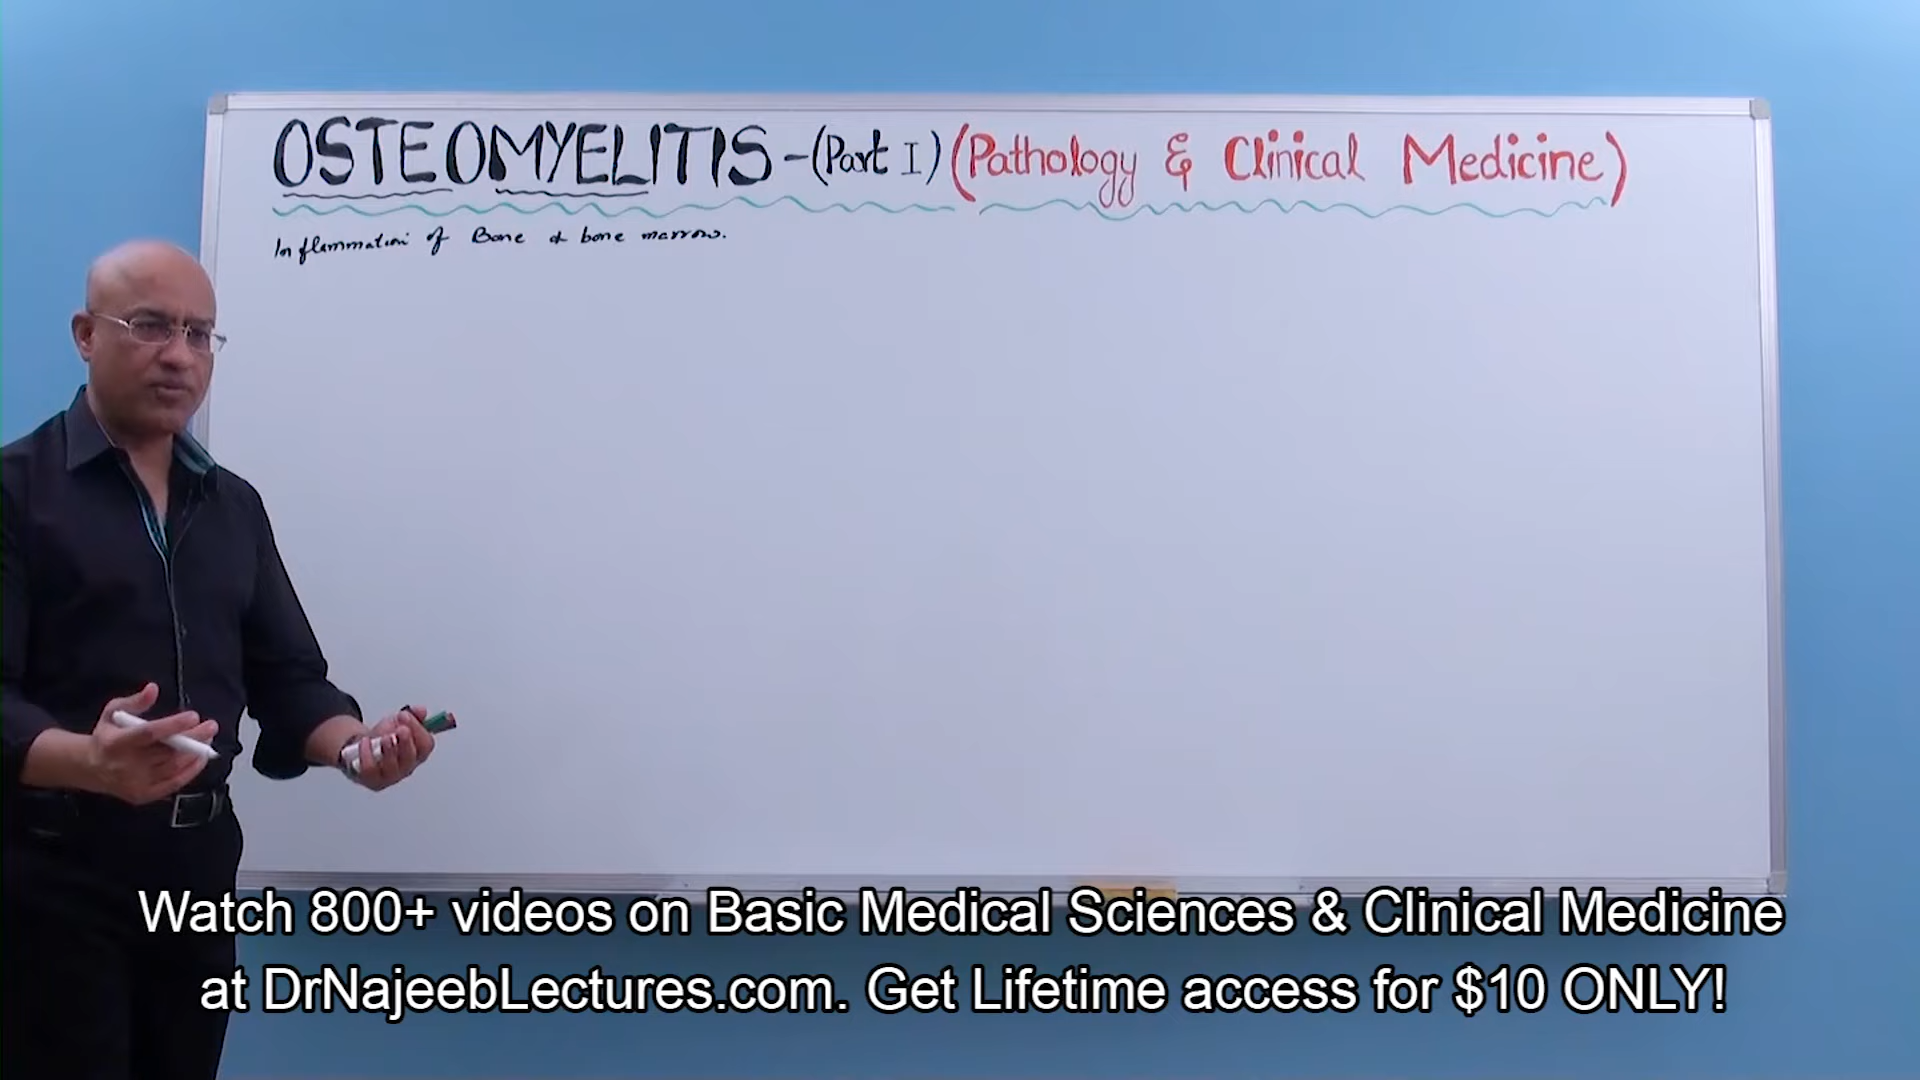 OSTEOMYELITIS - (Part I) (Pathology & Clinical Medicine)
Inflammation of Bone & bone marrow.
Watch 800+ videos on Basic Medical Sciences & Clinical Medicine
at DrNajeebLectures.com. Get Lifetime access for $10 ONLY!